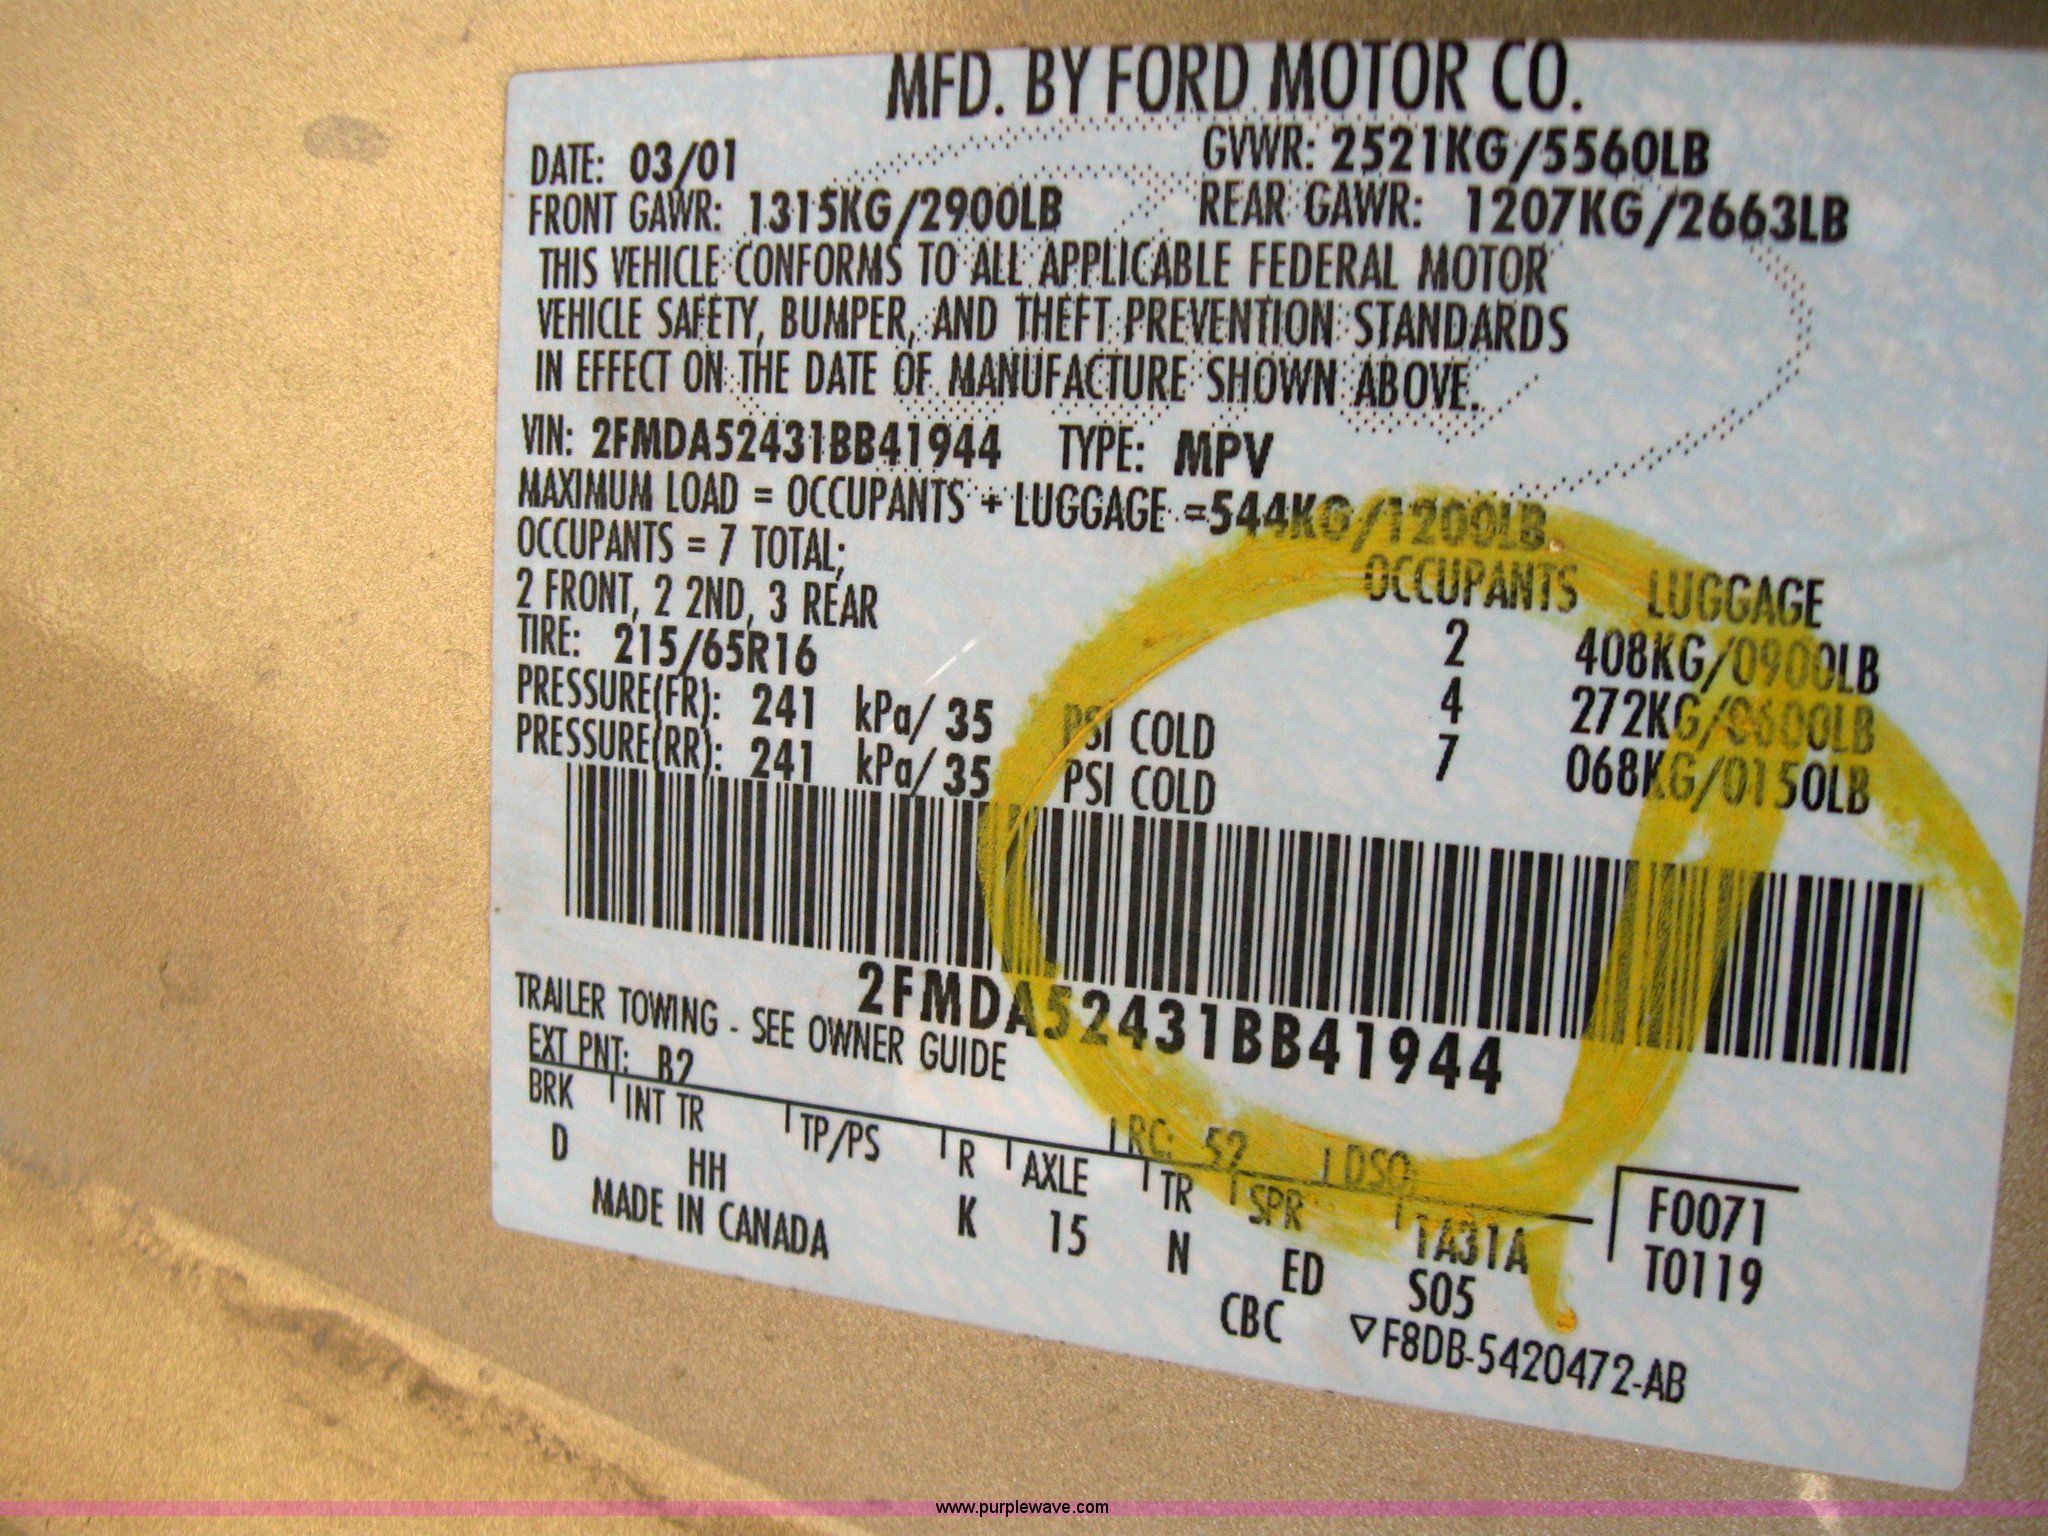 MFD. BY FORD MOTOR CO.
DATE: 03/01 GVWR: 2521KG/5560LB
FRONT GAWR: 1315KG/2900LB REAR GAWR: 1207KG/2663LB
THIS VEHICLE CONFORMS TO ALL APPLICABLE FEDERAL MOTOR
VEHICLE SAFETY, BUMPER, AND THEFT PREVENTION STANDARDS
IN EFFECT ON THE DATE OF MANUFACTURE SHOWN ABOVE.
VIN: 2FMDA52431BB41944 TYPE: MPV
MAXIMUM LOAD = OCCUPANTS + LUGGAGE =544KG/1200LB
OCCUPANTS = 7 TOTAL; OCCUPANTS LUGGAGE
2 FRONT, 2 2ND, 3 REAR 2 408KG/0900LB
TIRE: 215/65R16 4 272KG/0600LB
PRESSURE(FR): 241 kPa/ 35 PSI COLD 7 068KG/0150LB
PRESSURE(RR): 241 kPa/ 35 PSI COLD
2FMDA52431BB41944
TRAILER TOWING - SEE OWNER GUIDE
EXT PNT: B2 RC: 52 DSO:
BRK INT TR TP/PS R AXLE TR SPR F0071
D HH K 15 N ED 1A31A T0119
MADE IN CANADA S05
CBC ▽F8DB-5420472-AB
www.purplewave.com